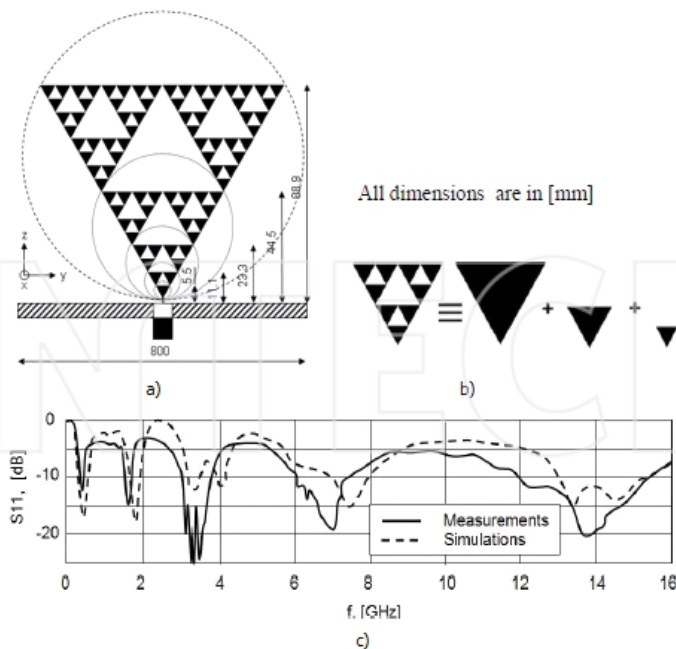 z
x
y
5.5
11.1
23.3
44.5
88.9
800
All dimensions are in [mm]
a)
b)
0
-10
-20
S11, [dB]
Measurements
Simulations
0 2 4 6 8 10 12 14 16
f, [GHz]
c)